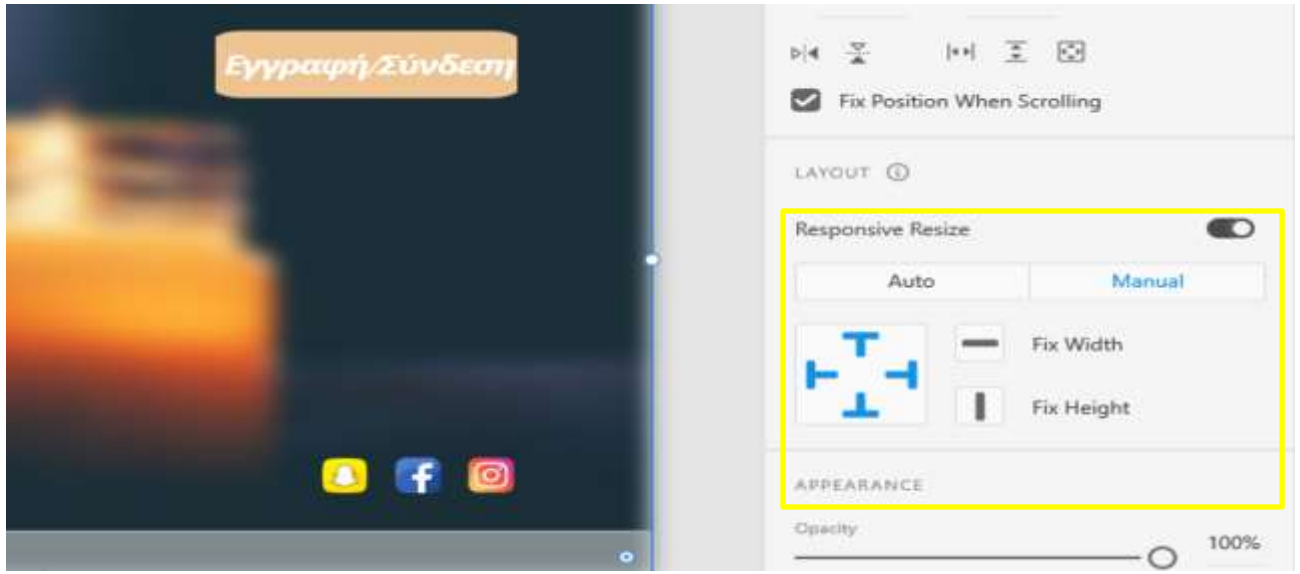 Εγγραφή/Σύνδεση
Fix Position When Scrolling
LAYOUT
Responsive Resize
Auto
Manual
Fix Width
Fix Height
APPEARANCE
Opacity
100%